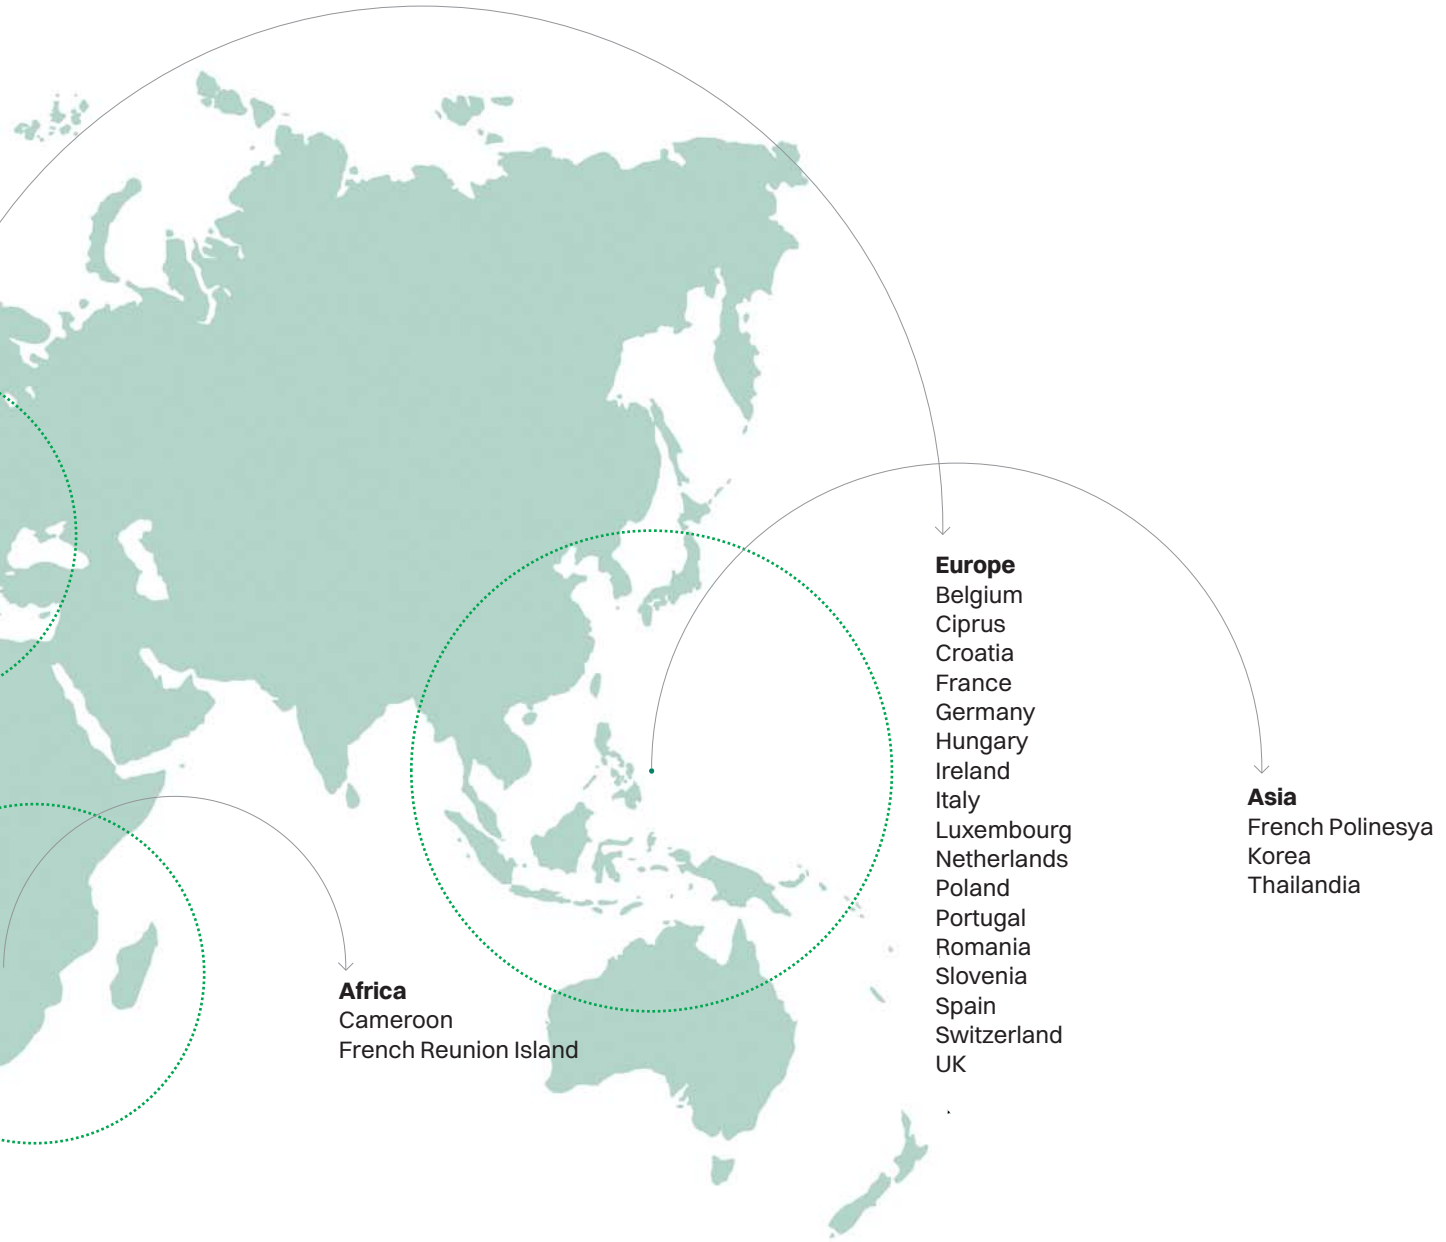 Europe
Belgium
Ciprus
Croatia
France
Germany
Hungary
Ireland
Italy
Luxembourg
Netherlands
Poland
Portugal
Romania
Slovenia
Spain
Switzerland
UK
Asia
French Polinesya
Korea
Thailandia
Africa
Cameroon
French Reunion Island